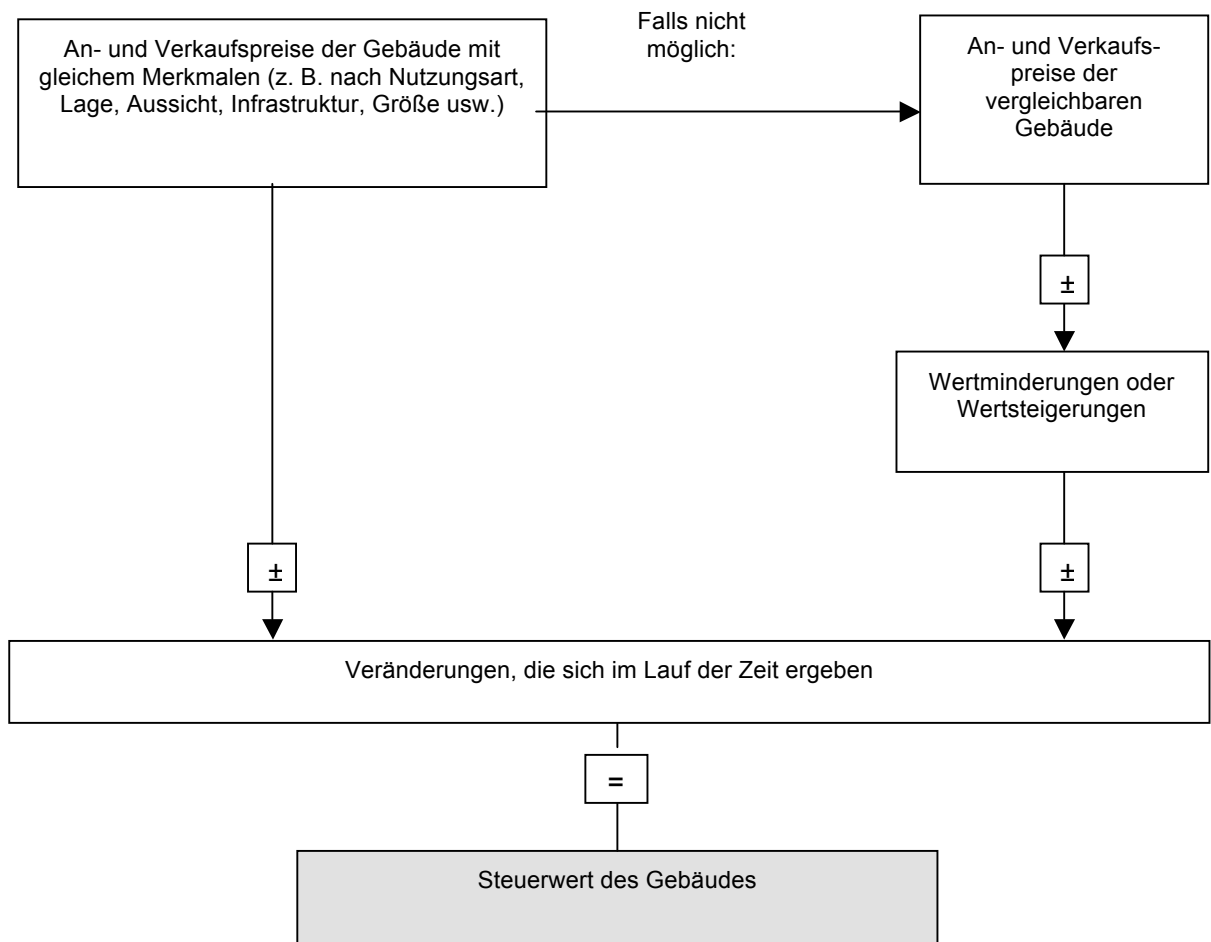 An- und Verkaufspreise der Gebäude mit
gleichem Merkmalen (z. B. nach Nutzungsart,
Lage, Aussicht, Infrastruktur, Größe usw.)
Falls nicht
möglich:
An- und Verkaufs-
preise der
vergleichbaren
Gebäude
±
Wertminderungen oder
Wertsteigerungen
±
±
Veränderungen, die sich im Lauf der Zeit ergeben
=
Steuerwert des Gebäudes